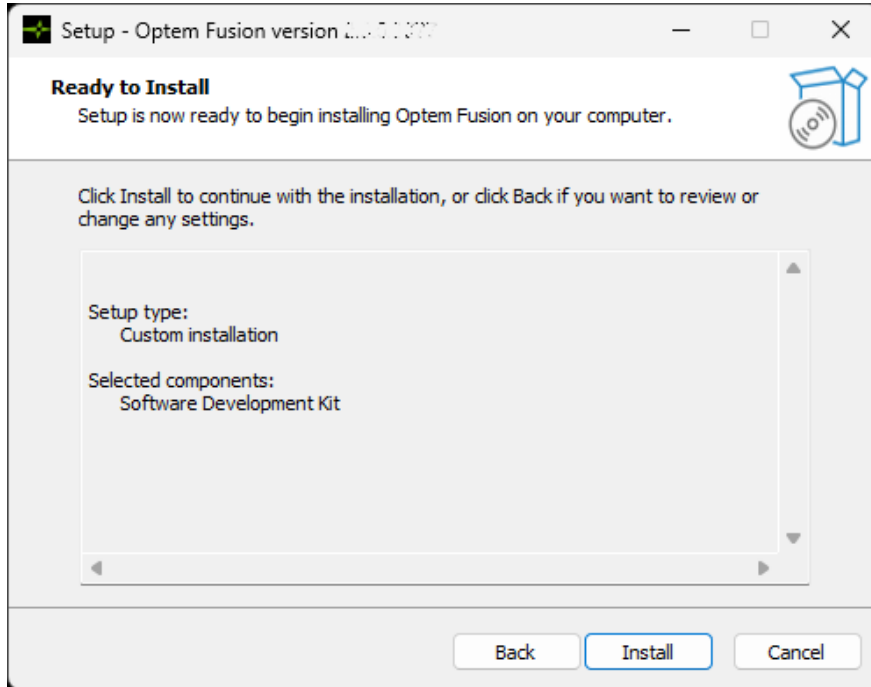 Setup - Optem Fusion version
Ready to Install
Setup is now ready to begin installing Optem Fusion on your computer.
Click Install to continue with the installation, or click Back if you want to review or
change any settings.
Setup type:
Custom installation
Selected components:
Software Development Kit
Back
Install
Cancel